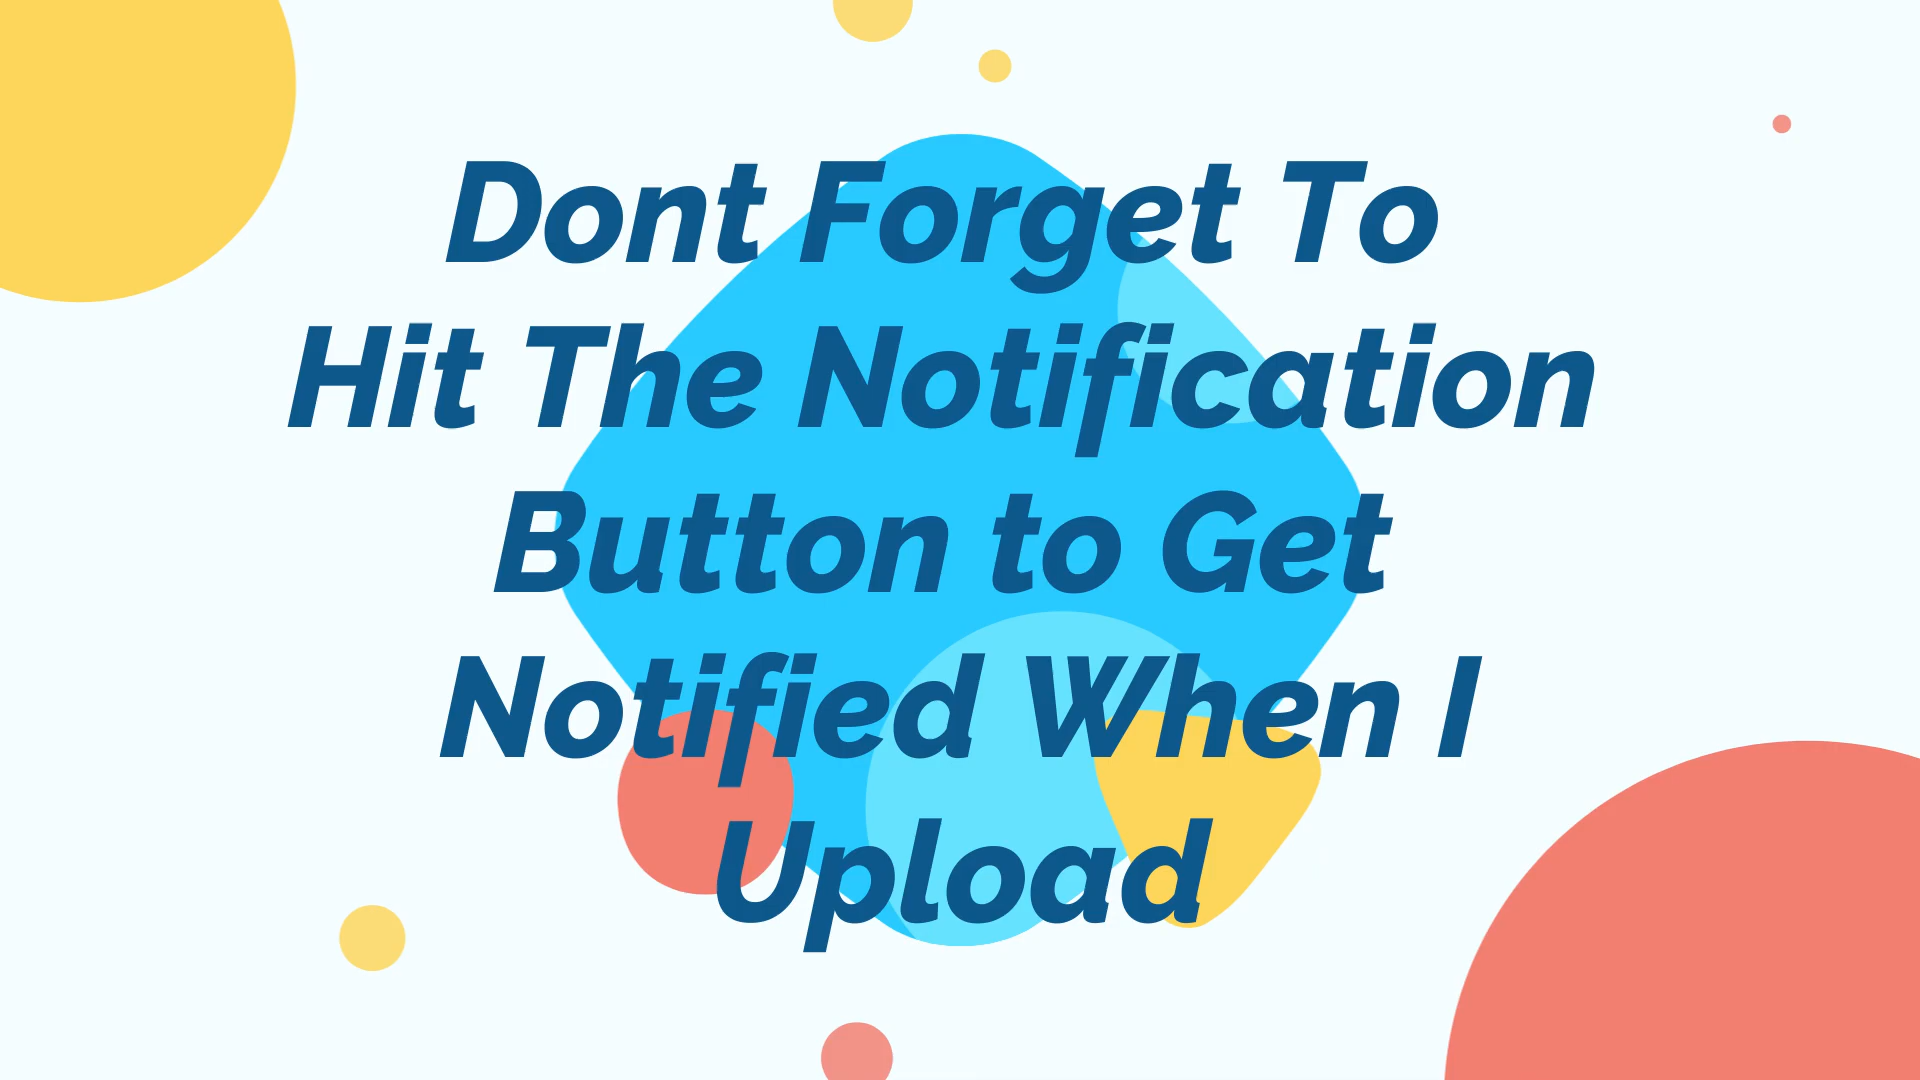 Dont Forget To
Hit The Notification
Button to Get
Notified When I
Upload